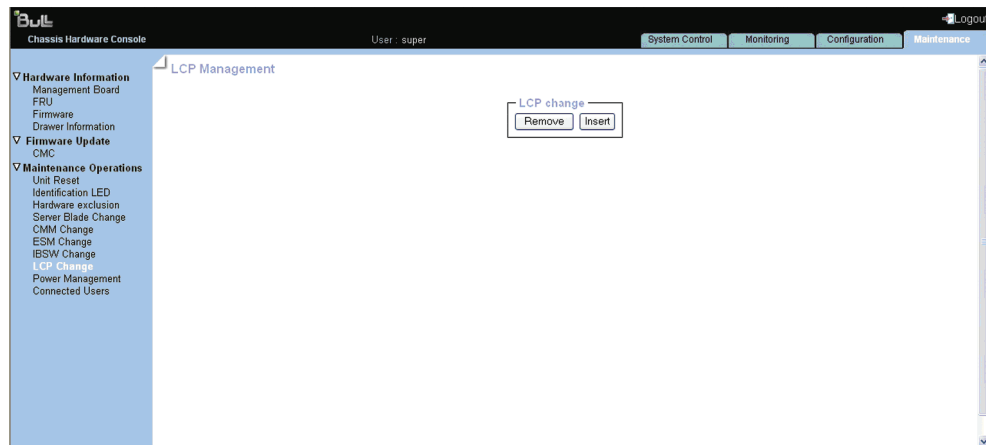 Bull
Logout
Chassis Hardware Console
User : super
System Control
Monitoring
Configuration
Maintenance
Hardware Information
Management Board
FRU
Firmware
Drawer Information
Firmware Update
CMC
Maintenance Operations
Unit Reset
Identification LED
Hardware exclusion
Server Blade Change
CMM Change
ESM Change
IBSW Change
LCP Change
Power Management
Connected Users
LCP Management
LCP change
Remove
Insert